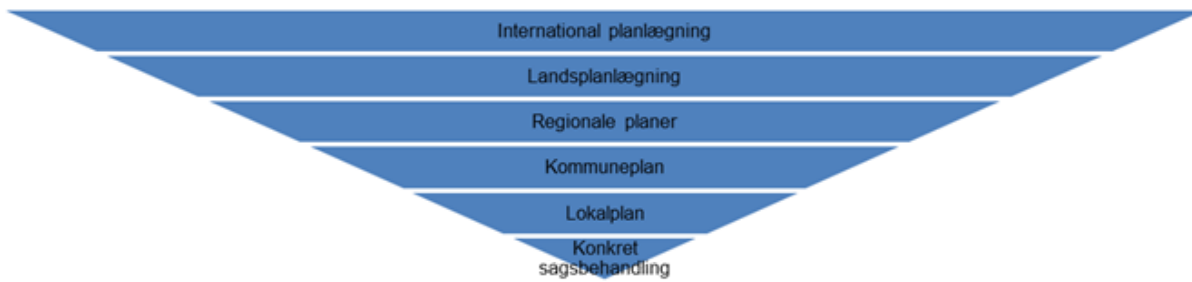 International planlægning
Landsplanlægning
Regionale planer
Kommuneplan
Lokalplan
Konkret
sagsbehandling